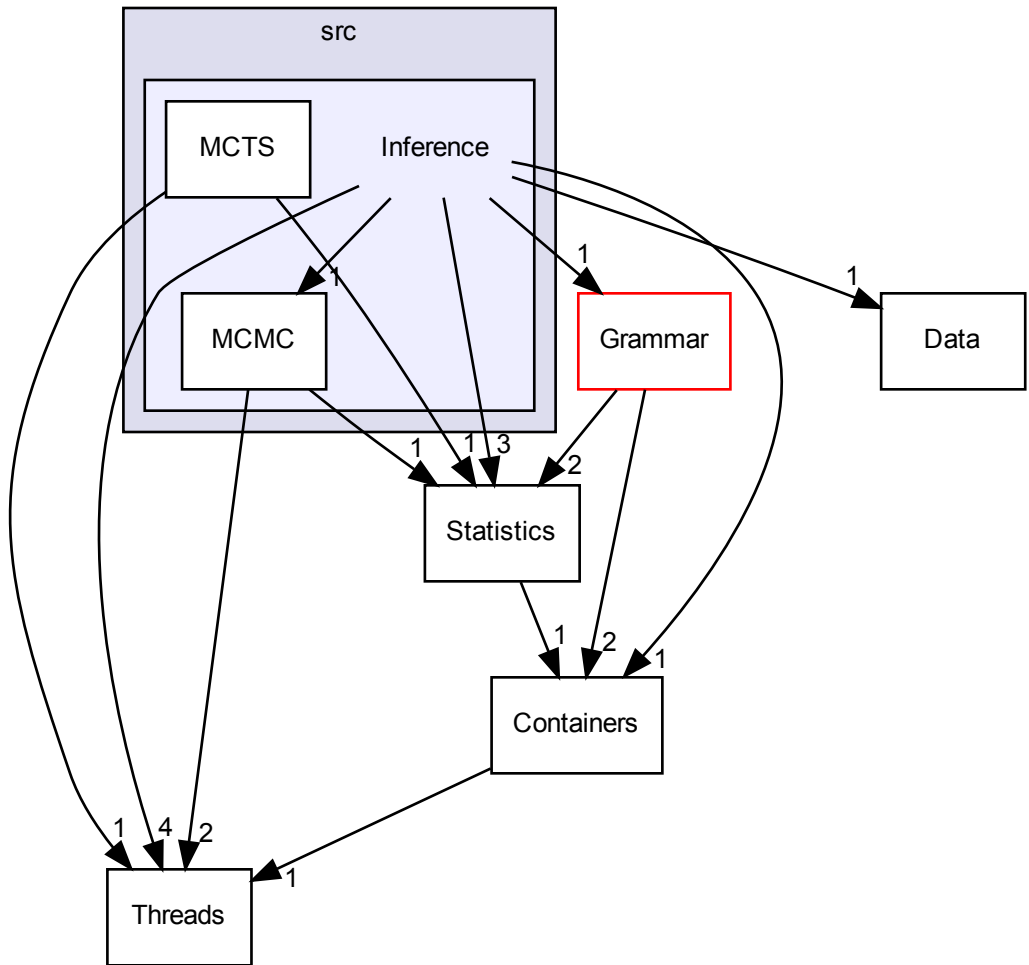 src
MCTS
Inference
1
1
1
MCMC
Grammar
Data
1
1
3
2
Statistics
1
2
1
Containers
1
4
2
1
Threads